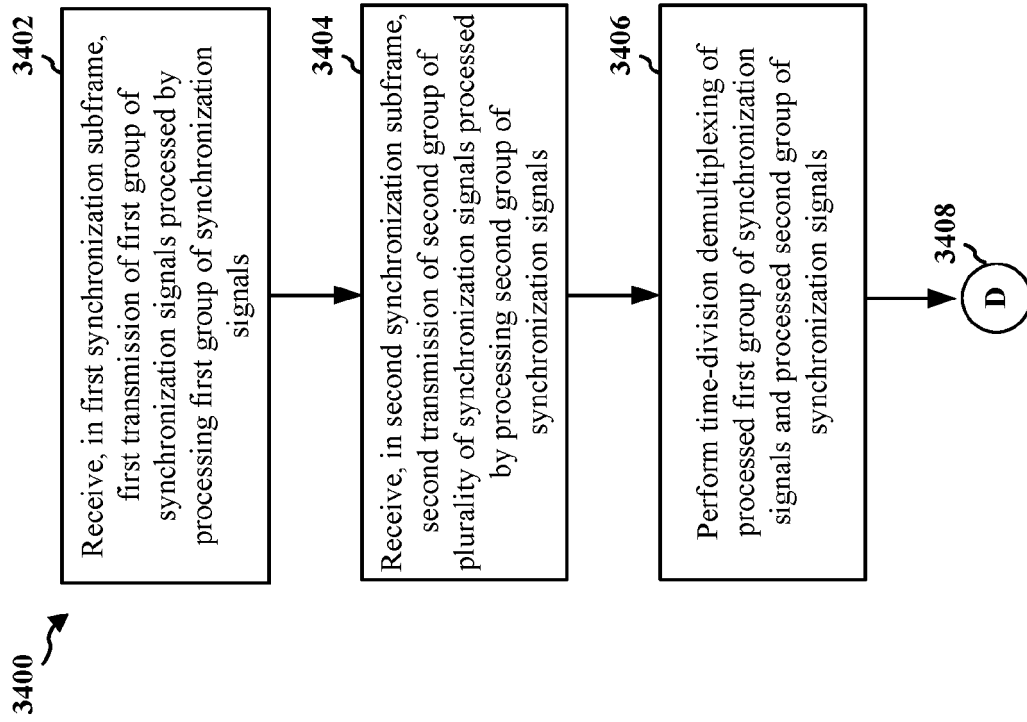 3400
3402
Receive, in first synchronization subframe,
first transmission of first group of
synchronization signals processed by
processing first group of synchronization
signals
3404
Receive, in second synchronization subframe,
second transmission of second group of
plurality of synchronization signals processed
by processing second group of
synchronization signals
3406
Perform time-division demultiplexing of
processed first group of synchronization
signals and processed second group of
synchronization signals
3408
D